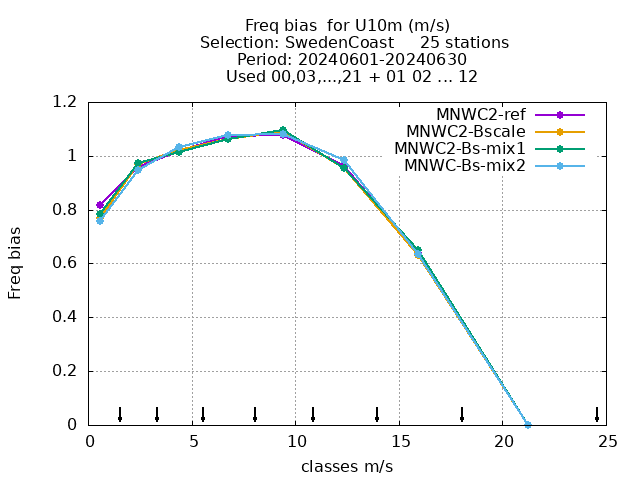 Freq bias  for U10m (m/s)
Selection: SwedenCoast     25 stations
Period: 20240601-20240630
Used 00,03,...,21 + 01 02 ... 12
MNWC2-ref
MNWC2-Bscale
MNWC2-Bs-mix1
MNWC-Bs-mix2
Freq bias
1.2
1
0.8
0.6
0.4
0.2
0
0 5 10 15 20 25
classes m/s